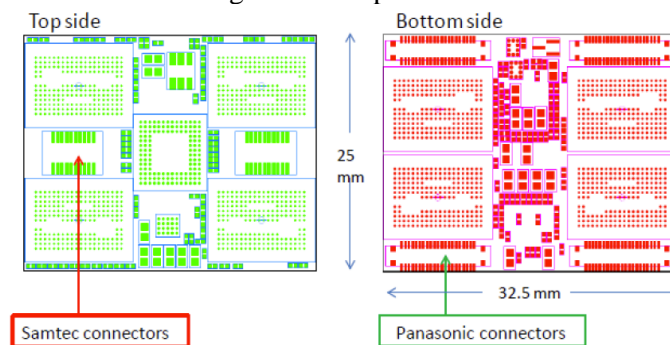 Top side
Bottom side
25
mm
32.5 mm
Samtec connectors
Panasonic connectors